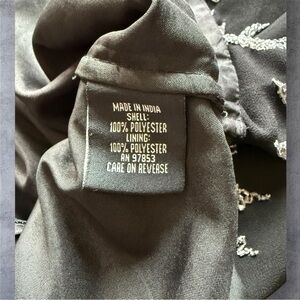 MADE IN INDIA
SHELL:
100% POLYESTER
LINING:
100% POLYESTER
RN 97853
CARE ON REVERSE